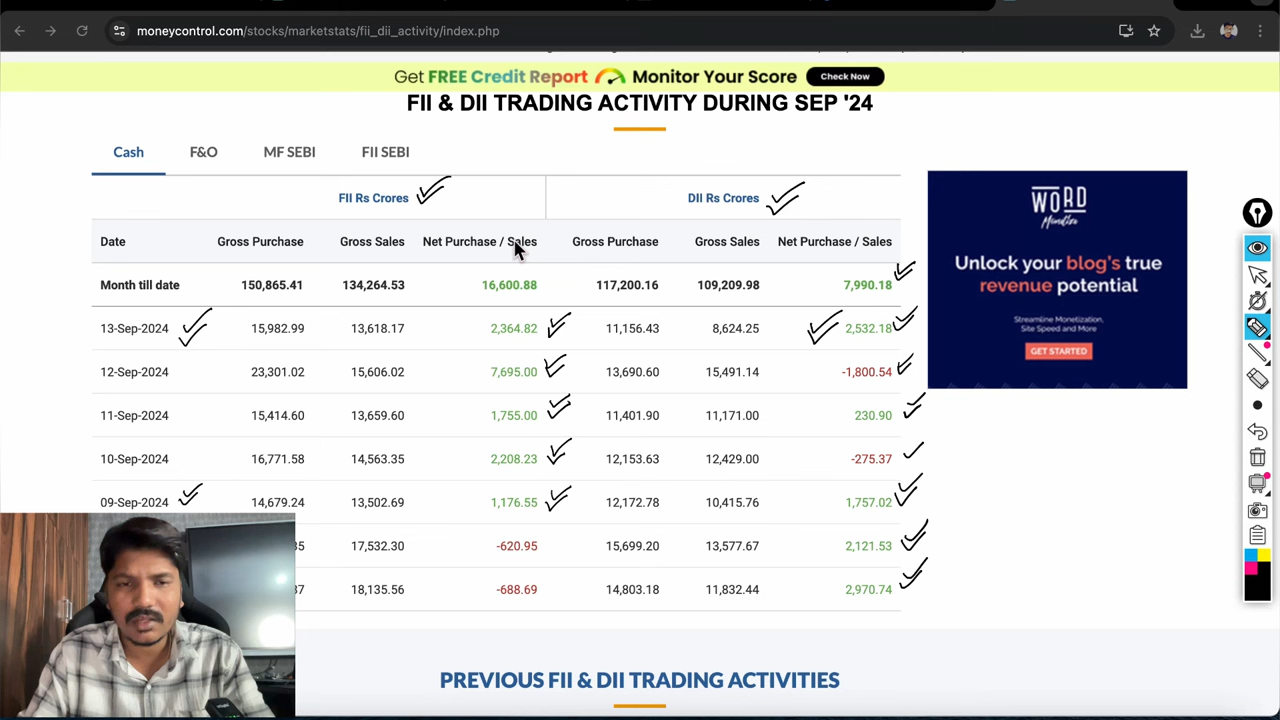 moneycontrol.com/stocks/marketstats/fii_dii_activity/index.php
Get FREE Credit Report Monitor Your Score Check Now
FII & DII TRADING ACTIVITY DURING SEP '24
Cash F&O MF SEBI FII SEBI
FII Rs Crores DII Rs Crores
Date Gross Purchase Gross Sales Net Purchase / Sales Gross Purchase Gross Sales Net Purchase / Sales
Month till date 150,865.41 134,264.53 16,600.88 117,200.16 109,209.98 7,990.18
13-Sep-2024 15,982.99 13,618.17 2,364.82 11,156.43 8,624.25 2,532.18
12-Sep-2024 23,301.02 15,606.02 7,695.00 13,690.60 15,491.14 -1,800.54
11-Sep-2024 15,414.60 13,659.60 1,755.00 11,401.90 11,171.00 230.90
10-Sep-2024 16,771.58 14,563.35 2,208.23 12,153.63 12,429.00 -275.37
09-Sep-2024 14,679.24 13,502.69 1,176.55 12,172.78 10,415.76 1,757.02
35 17,532.30 -620.95 15,699.20 13,577.67 2,121.53
37 18,135.56 -688.69 14,803.18 11,832.44 2,970.74
WORD
Monetize
Unlock your blog's true
revenue potential
Streamline Monetization,
Site Speed and More
GET STARTED
PREVIOUS FII & DII TRADING ACTIVITIES